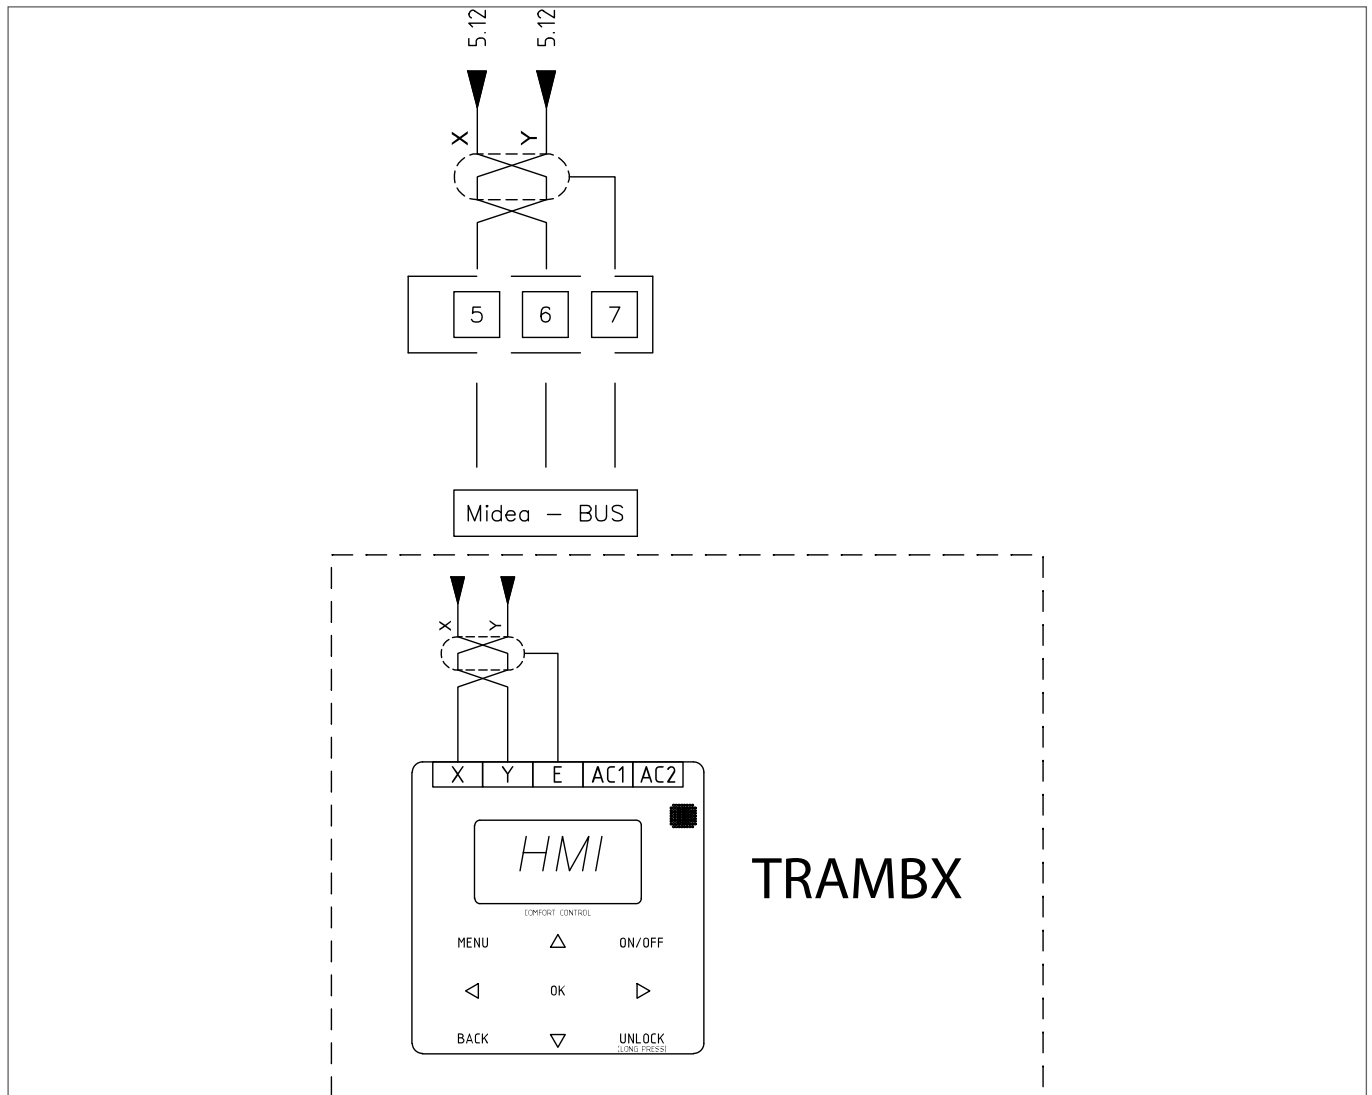 5.12 5.12
X Y
5 6 7
Midea - BUS
X Y
X Y E AC1 AC2
HMI
COMFORT CONTROL
TRAMBX
MENU ON/OFF
OK
BACK UNLOCK
(LONG PRESS)